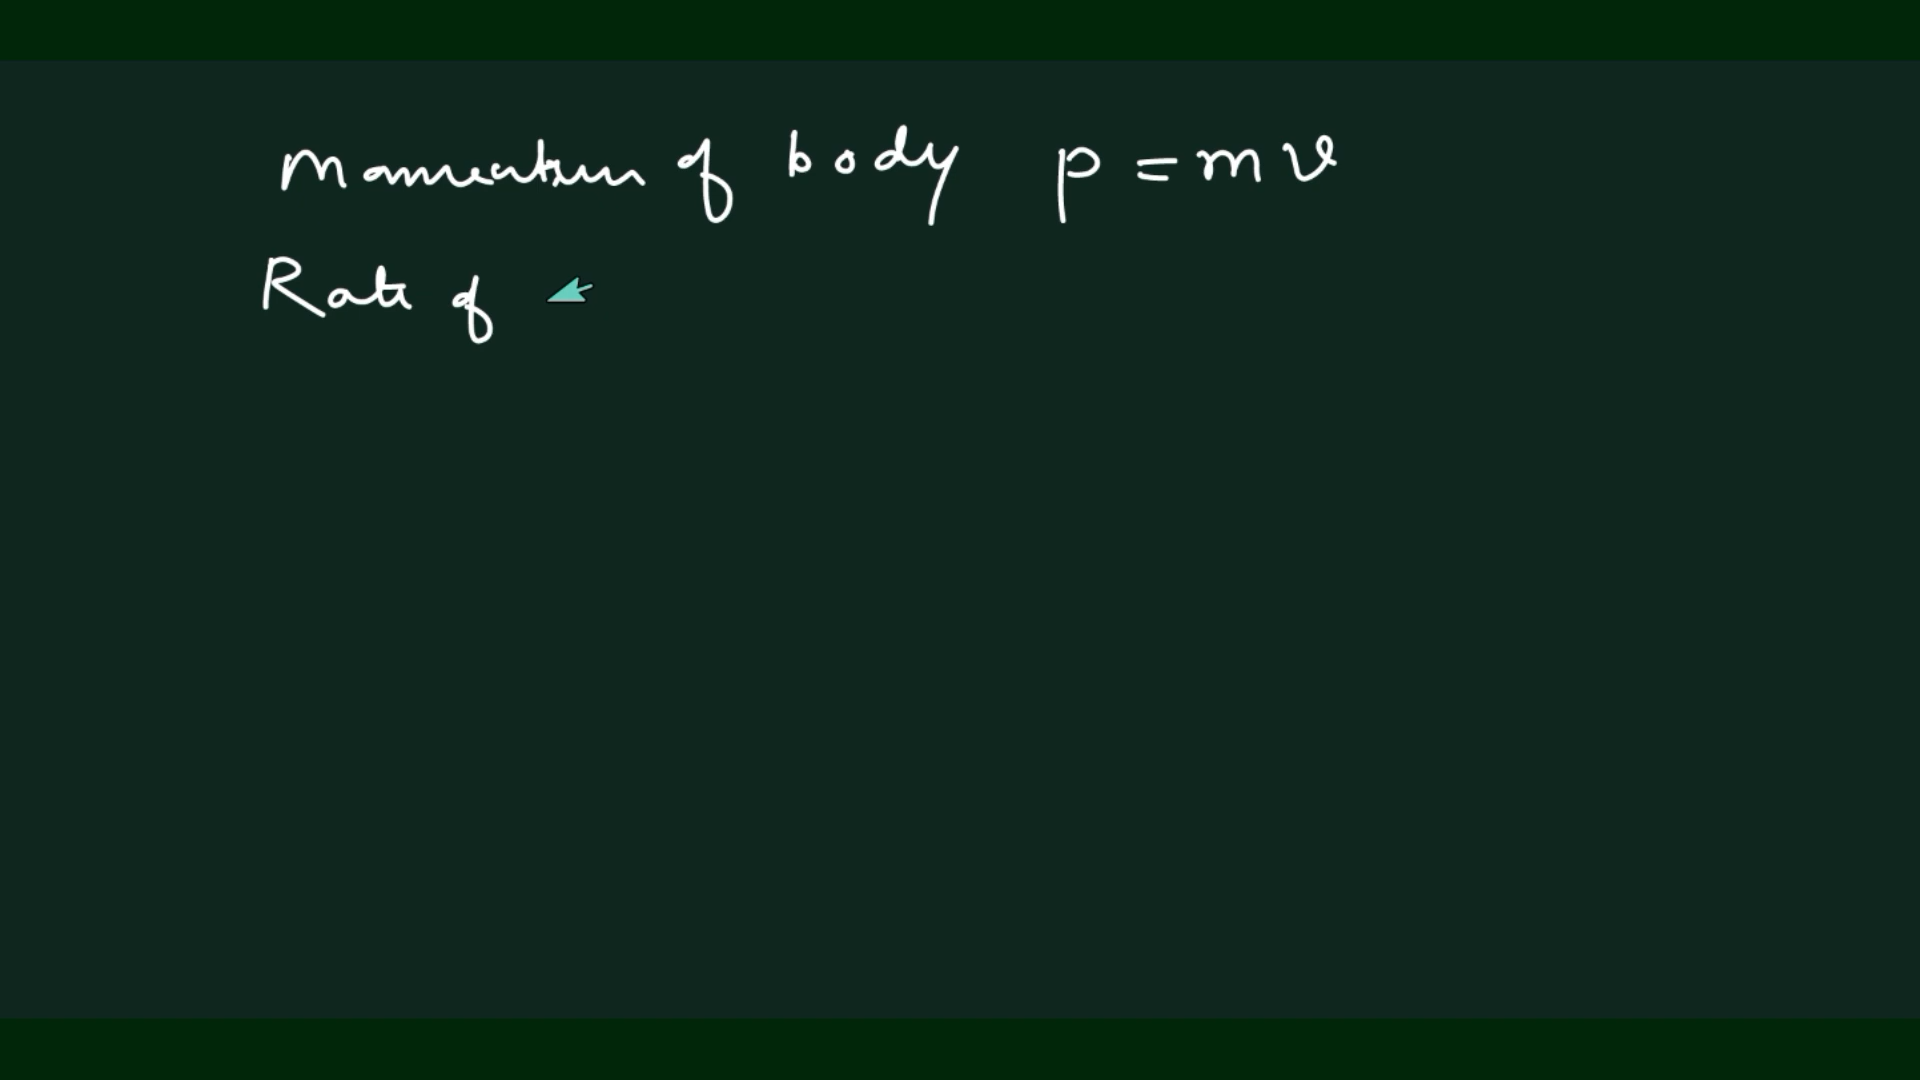 Momentum of body p = mv
Rate of